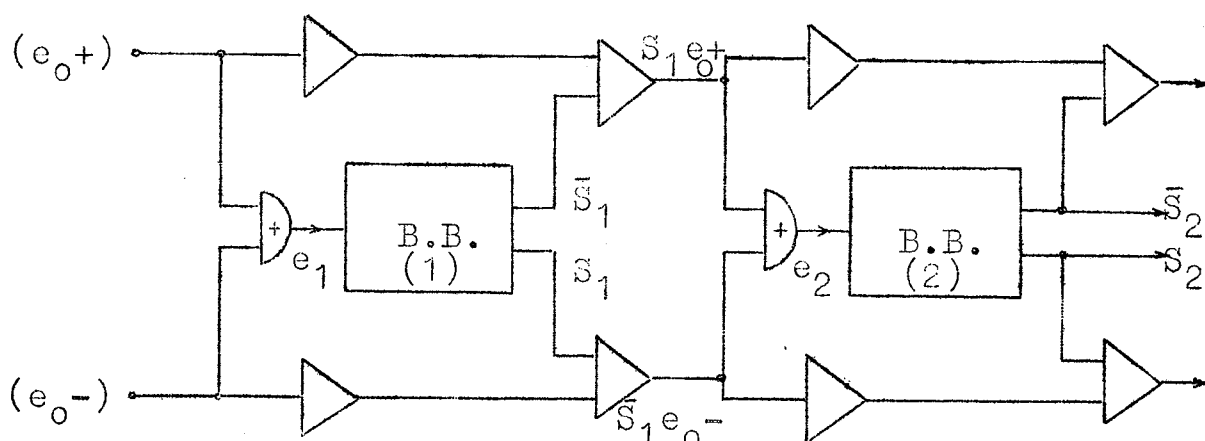 (e₀+)
S₁e₀+
S̄₁
S̄₂
+
+
B.B.
(1)
B.B.
(2)
e₁
S₁
e₂
S₂
(e₀-)
S̄₁e₀-